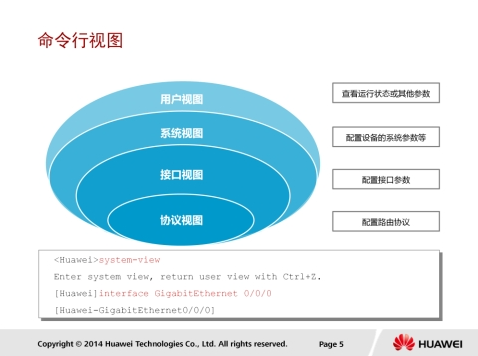 命令行视图
用户视图
查看运行状态或其他参数
系统视图
配置设备的系统参数等
接口视图
配置接口参数
协议视图
配置路由协议
<Huawei>system-view
Enter system view, return user view with Ctrl+Z.
[Huawei]interface GigabitEthernet 0/0/0
[Huawei-GigabitEthernet0/0/0]
Copyright © 2014 Huawei Technologies Co., Ltd. All rights reserved.
Page 5
HUAWEI